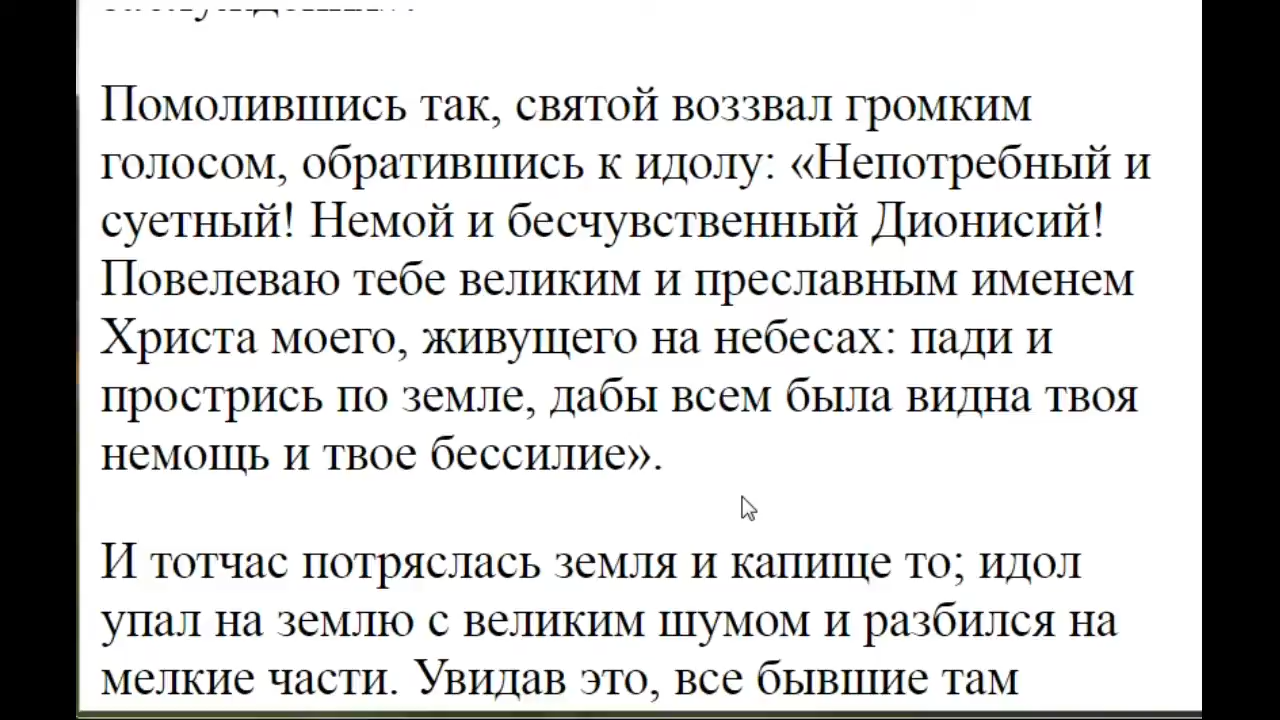 Помолившись так, святой воззвал громким
голосом, обратившись к идолу: «Непотребный и
суетный! Немой и бесчувственный Дионисий!
Повелеваю тебе великим и преславным именем
Христа моего, живущего на небесах: пади и
прострись по земле, дабы всем была видна твоя
немощь и твое бессилие».
И тотчас потряслась земля и капище то; идол
упал на землю с великим шумом и разбился на
мелкие части. Увидав это, все бывшие там